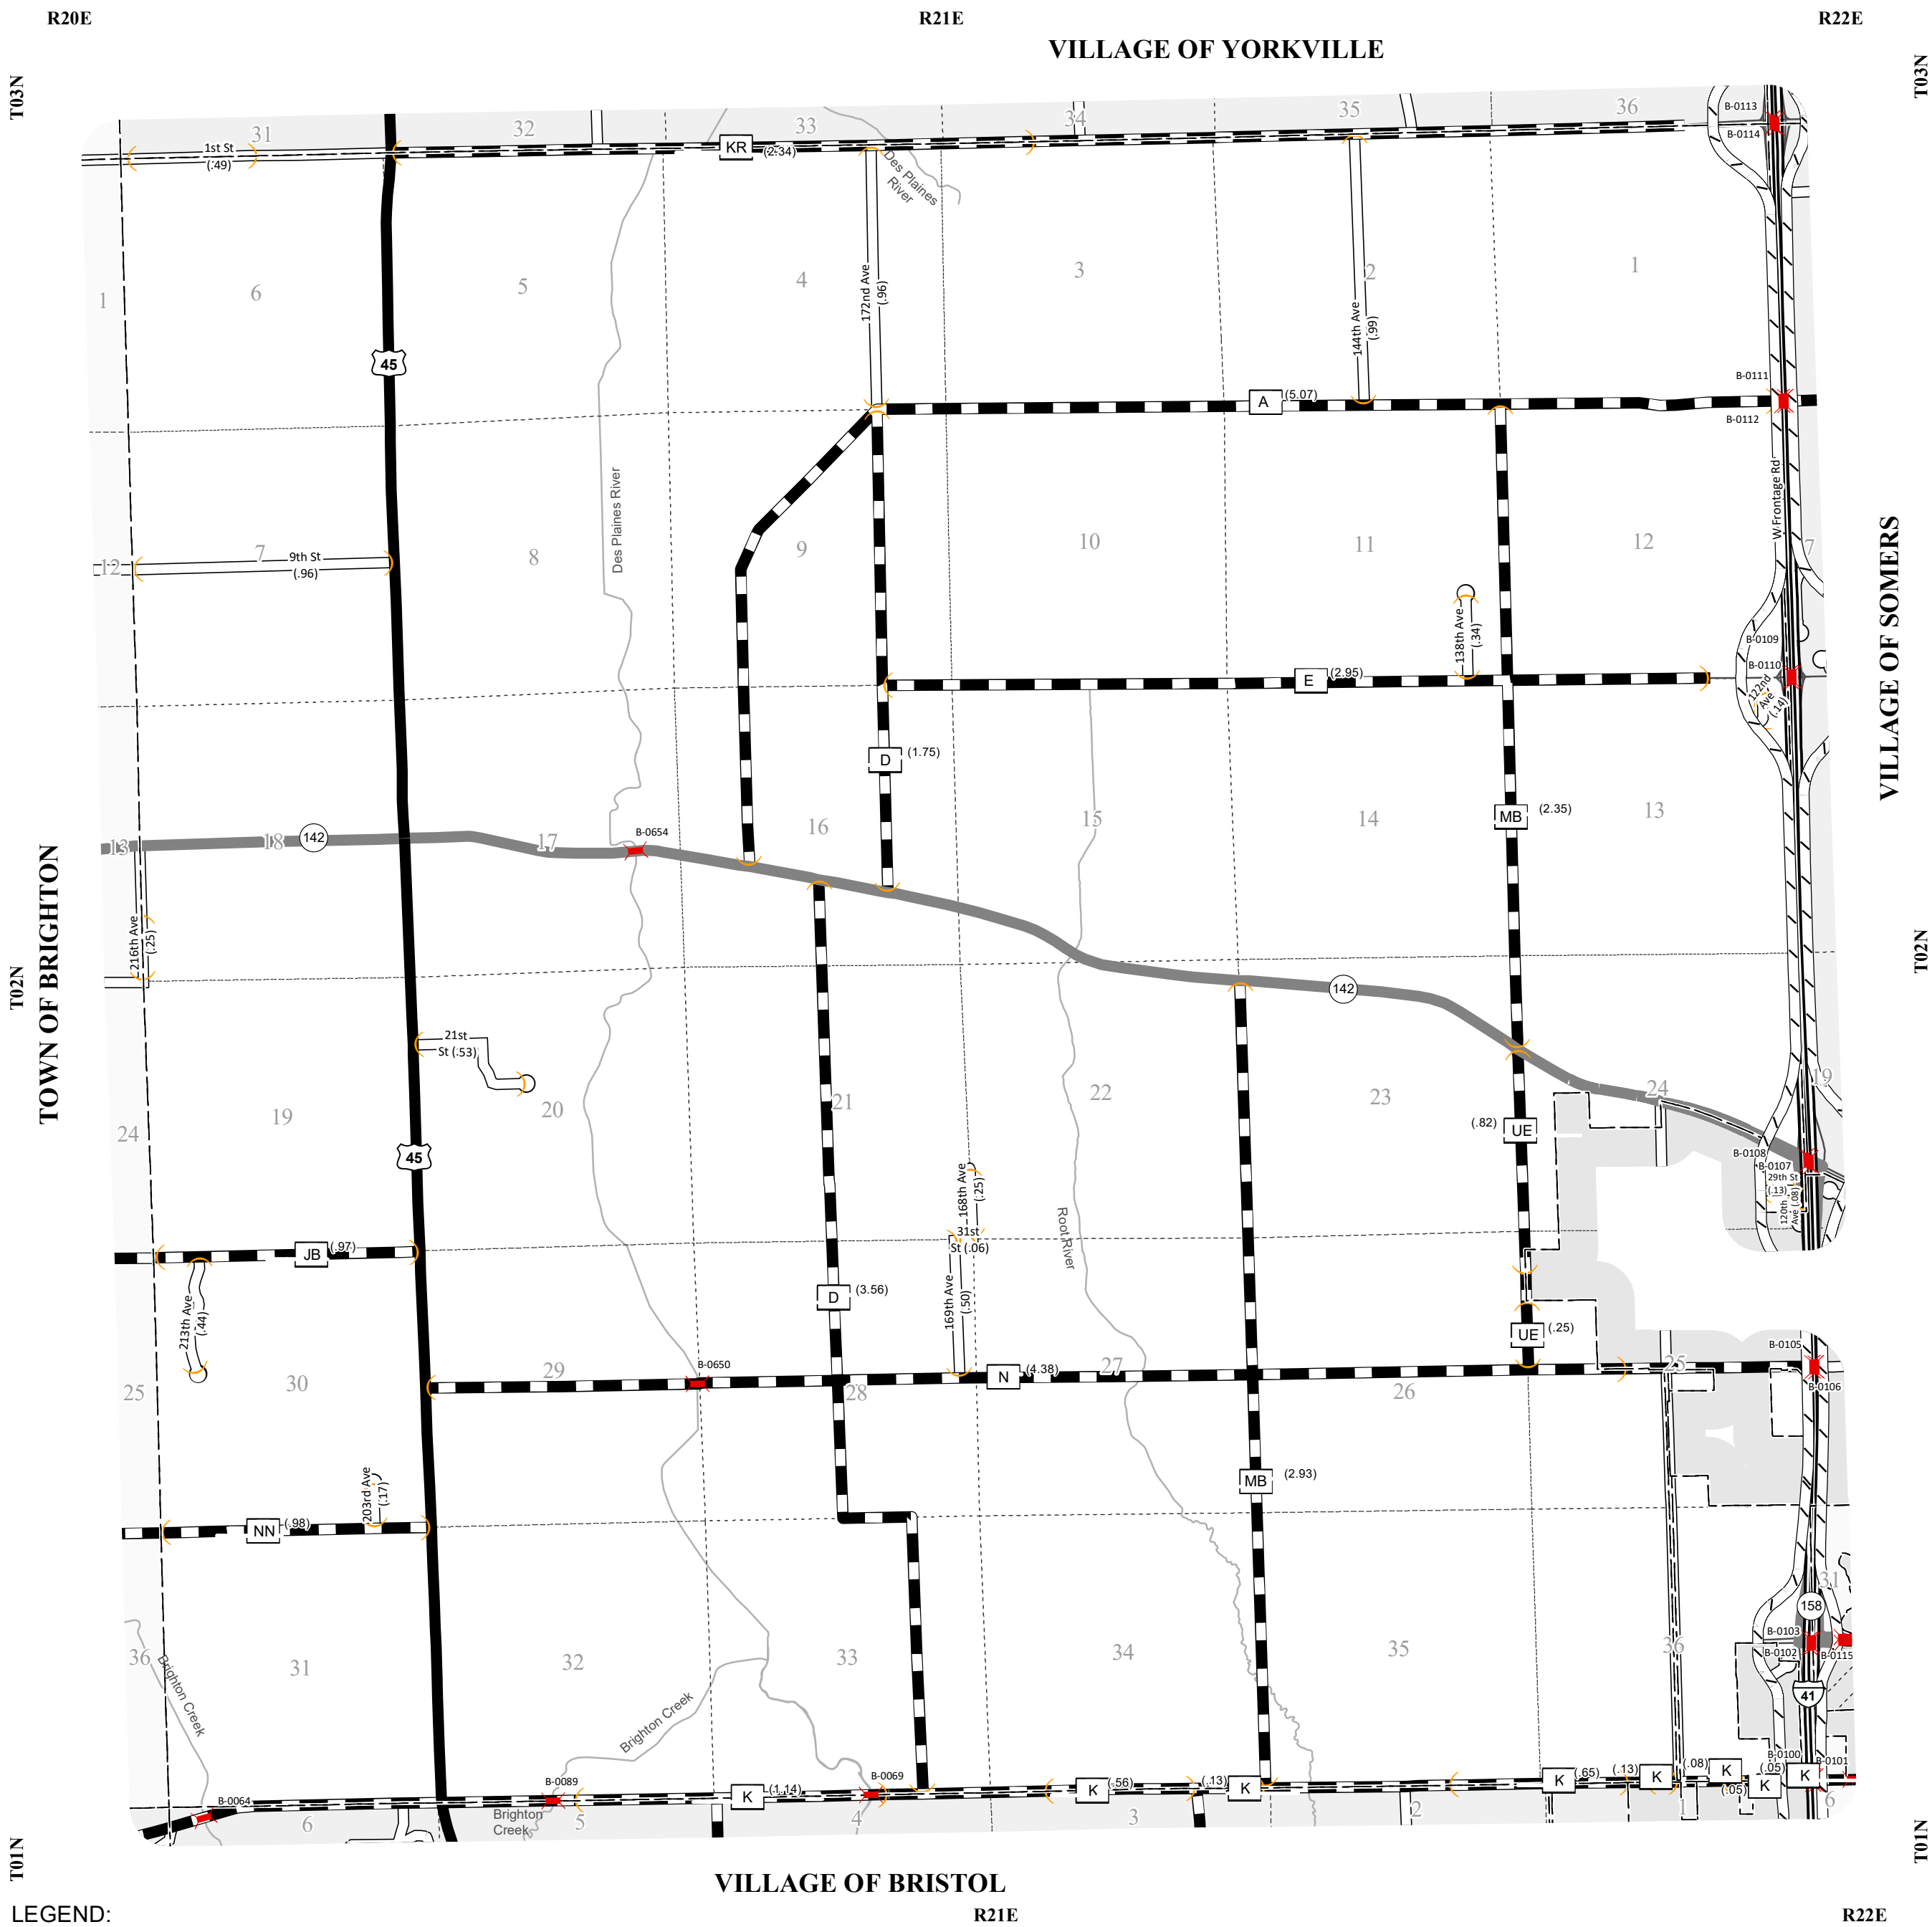 R20E
R21E
R22E
VILLAGE OF YORKVILLE
T03N
T03N
31
32
33
34
35
36
B-0113
B-0114
1st St
(.49)
KR
(2.34)
Des Plaines
River
1
6
5
4
3
2
1
172nd Ave
(.96)
144th Ave
(.99)
45
B-0111
A
(5.07)
B-0112
Des Plaines River
W Frontage Rd
12
7
9th St
(.96)
8
9
10
11
12
7
138th Ave
(.34)
B-0109
B-0110
E
(2.95)
122nd
Ave
(.14)
VILLAGE OF SOMERS
D
(1.75)
MB
(2.35)
13
18
142
17
B-0654
16
15
14
13
TOWN OF BRIGHTON
216th Ave
(.25)
T02N
T02N
142
21st
St (.53)
19
20
21
22
23
24
19
24
(.82)
UE
45
B-0108
B-0107
29th St
(.13)
120th
Ave (.08)
168th Ave
(.25)
31st
St (.06)
Root River
JB
(.97)
213th Ave
(.44)
D
(3.56)
169th Ave
(.50)
UE
(.25)
B-0105
B-0650
N
(4.38)
25
30
29
28
27
26
25
B-0106
MB
(2.93)
203rd Ave
(.17)
NN
(.98)
31
158
B-0103
B-0102
B-0115
36
31
32
33
34
35
36
Brighton Creek
Brighton Creek
41
B-0064
B-0089
B-0069
K
(1.14)
K
(.56)
(.13)
K
K
(.65)
(.13)
K
(.08)
K
(.05)
K
(.05)
K
B-0100
B-0101
Brighton
Creek
6
5
4
3
2
1
6
T01N
T01N
VILLAGE OF BRISTOL
LEGEND:
R21E
R22E